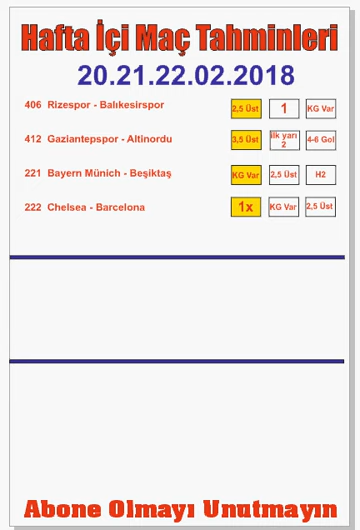 Hafta İçi Maç Tahminleri
20.21.22.02.2018
406 Rizespor - Balıkesirspor 2,5 Üst 1 KG Var
412 Gaziantepspor - Altinordu 3,5 Üst İlk yarı 2 4-6 Gol
221 Bayern Münich - Beşiktaş KG Var 2,5 Üst H2
222 Chelsea - Barcelona 1x KG Var 2,5 Üst
Abone Olmayı Unutmayın